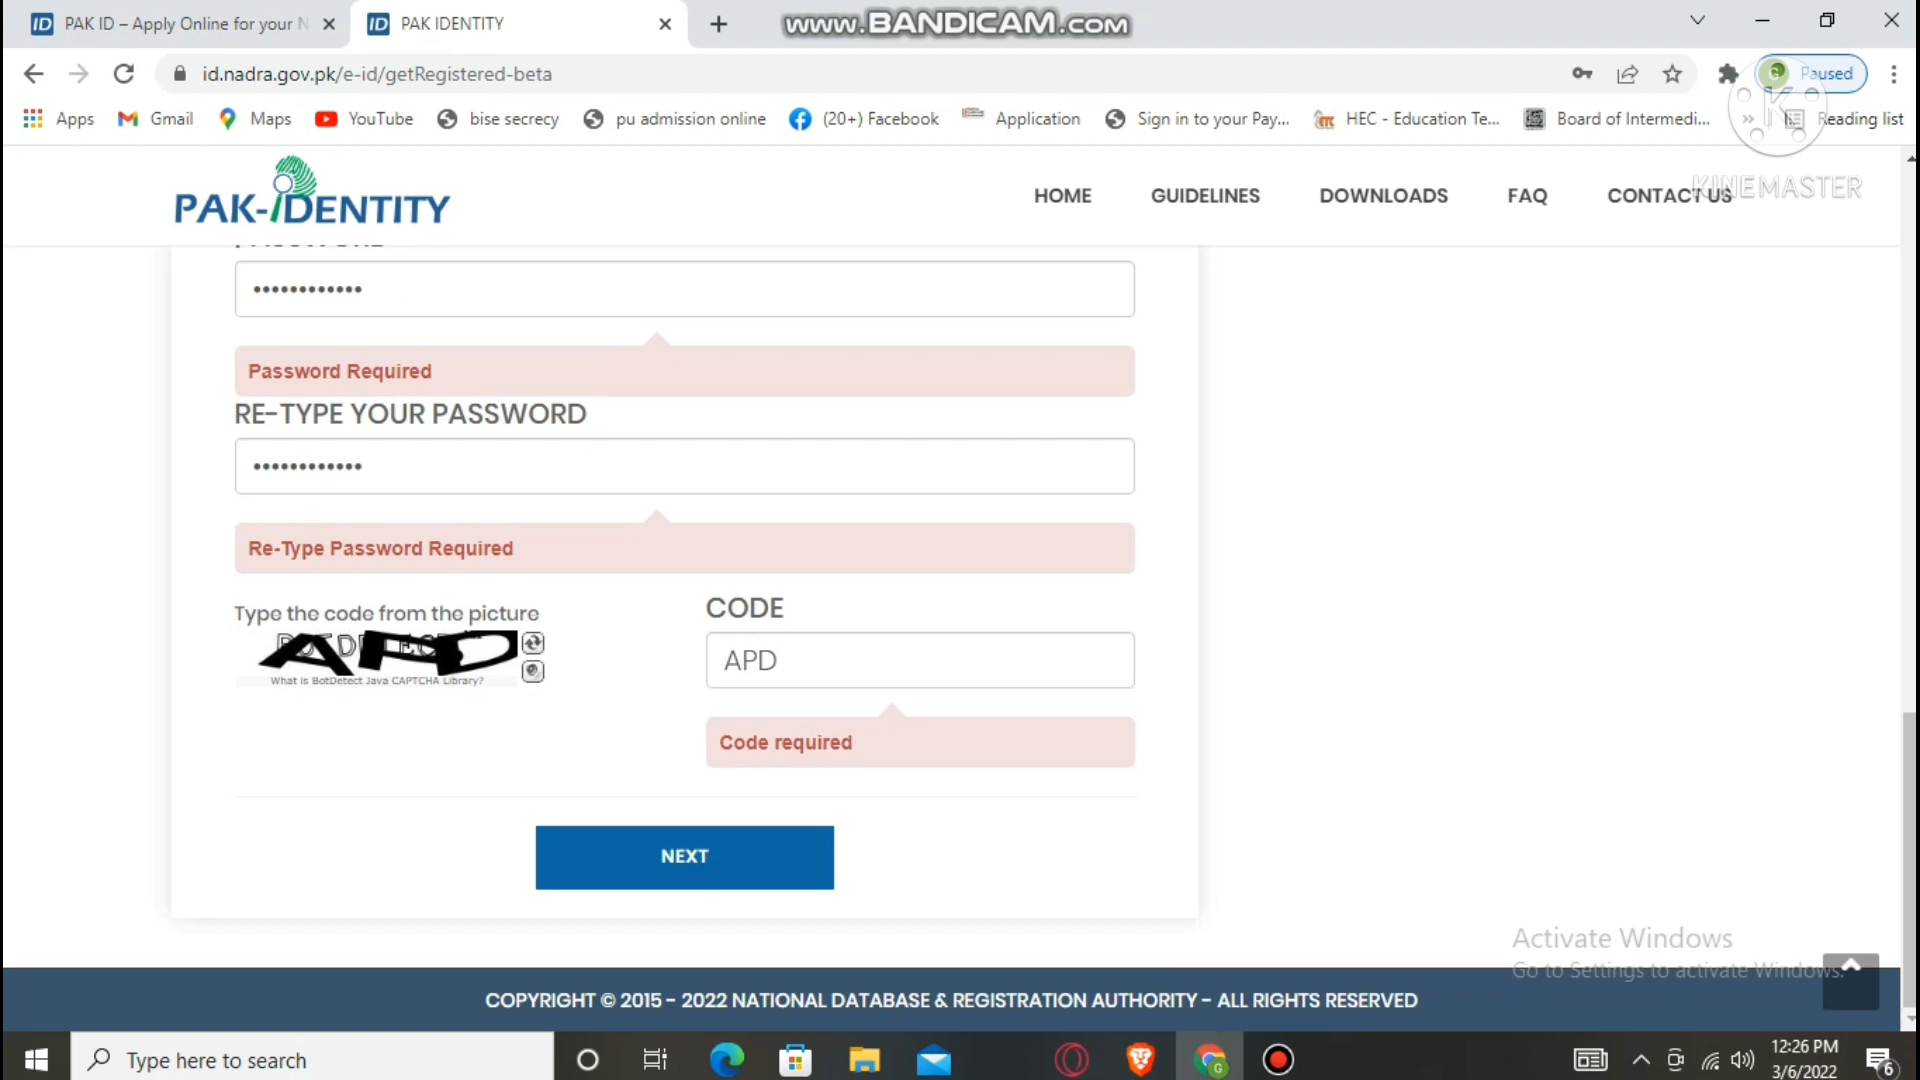 PAK ID – Apply Online for your N
PAK IDENTITY
www.BANDICAM.com
id.nadra.gov.pk/e-id/getRegistered-beta
G
Paused
Apps
Gmail
Maps
YouTube
bise secrecy
pu admission online
(20+) Facebook
Application
Sign in to your Pay...
HEC - Education Te...
Board of Intermedi...
»
Reading list
PAK-iDENTITY
HOME
GUIDELINES
DOWNLOADS
FAQ
CONTACT US
KINEMASTER
Password Required
RE-TYPE YOUR PASSWORD
Re-Type Password Required
Type the code from the picture
What is BotDetect Java CAPTCHA Library?
CODE
APD
Code required
NEXT
Activate Windows
Go to Settings to activate Windows.
COPYRIGHT © 2015 - 2022 NATIONAL DATABASE & REGISTRATION AUTHORITY - ALL RIGHTS RESERVED
Type here to search
12:26 PM
3/6/2022
6